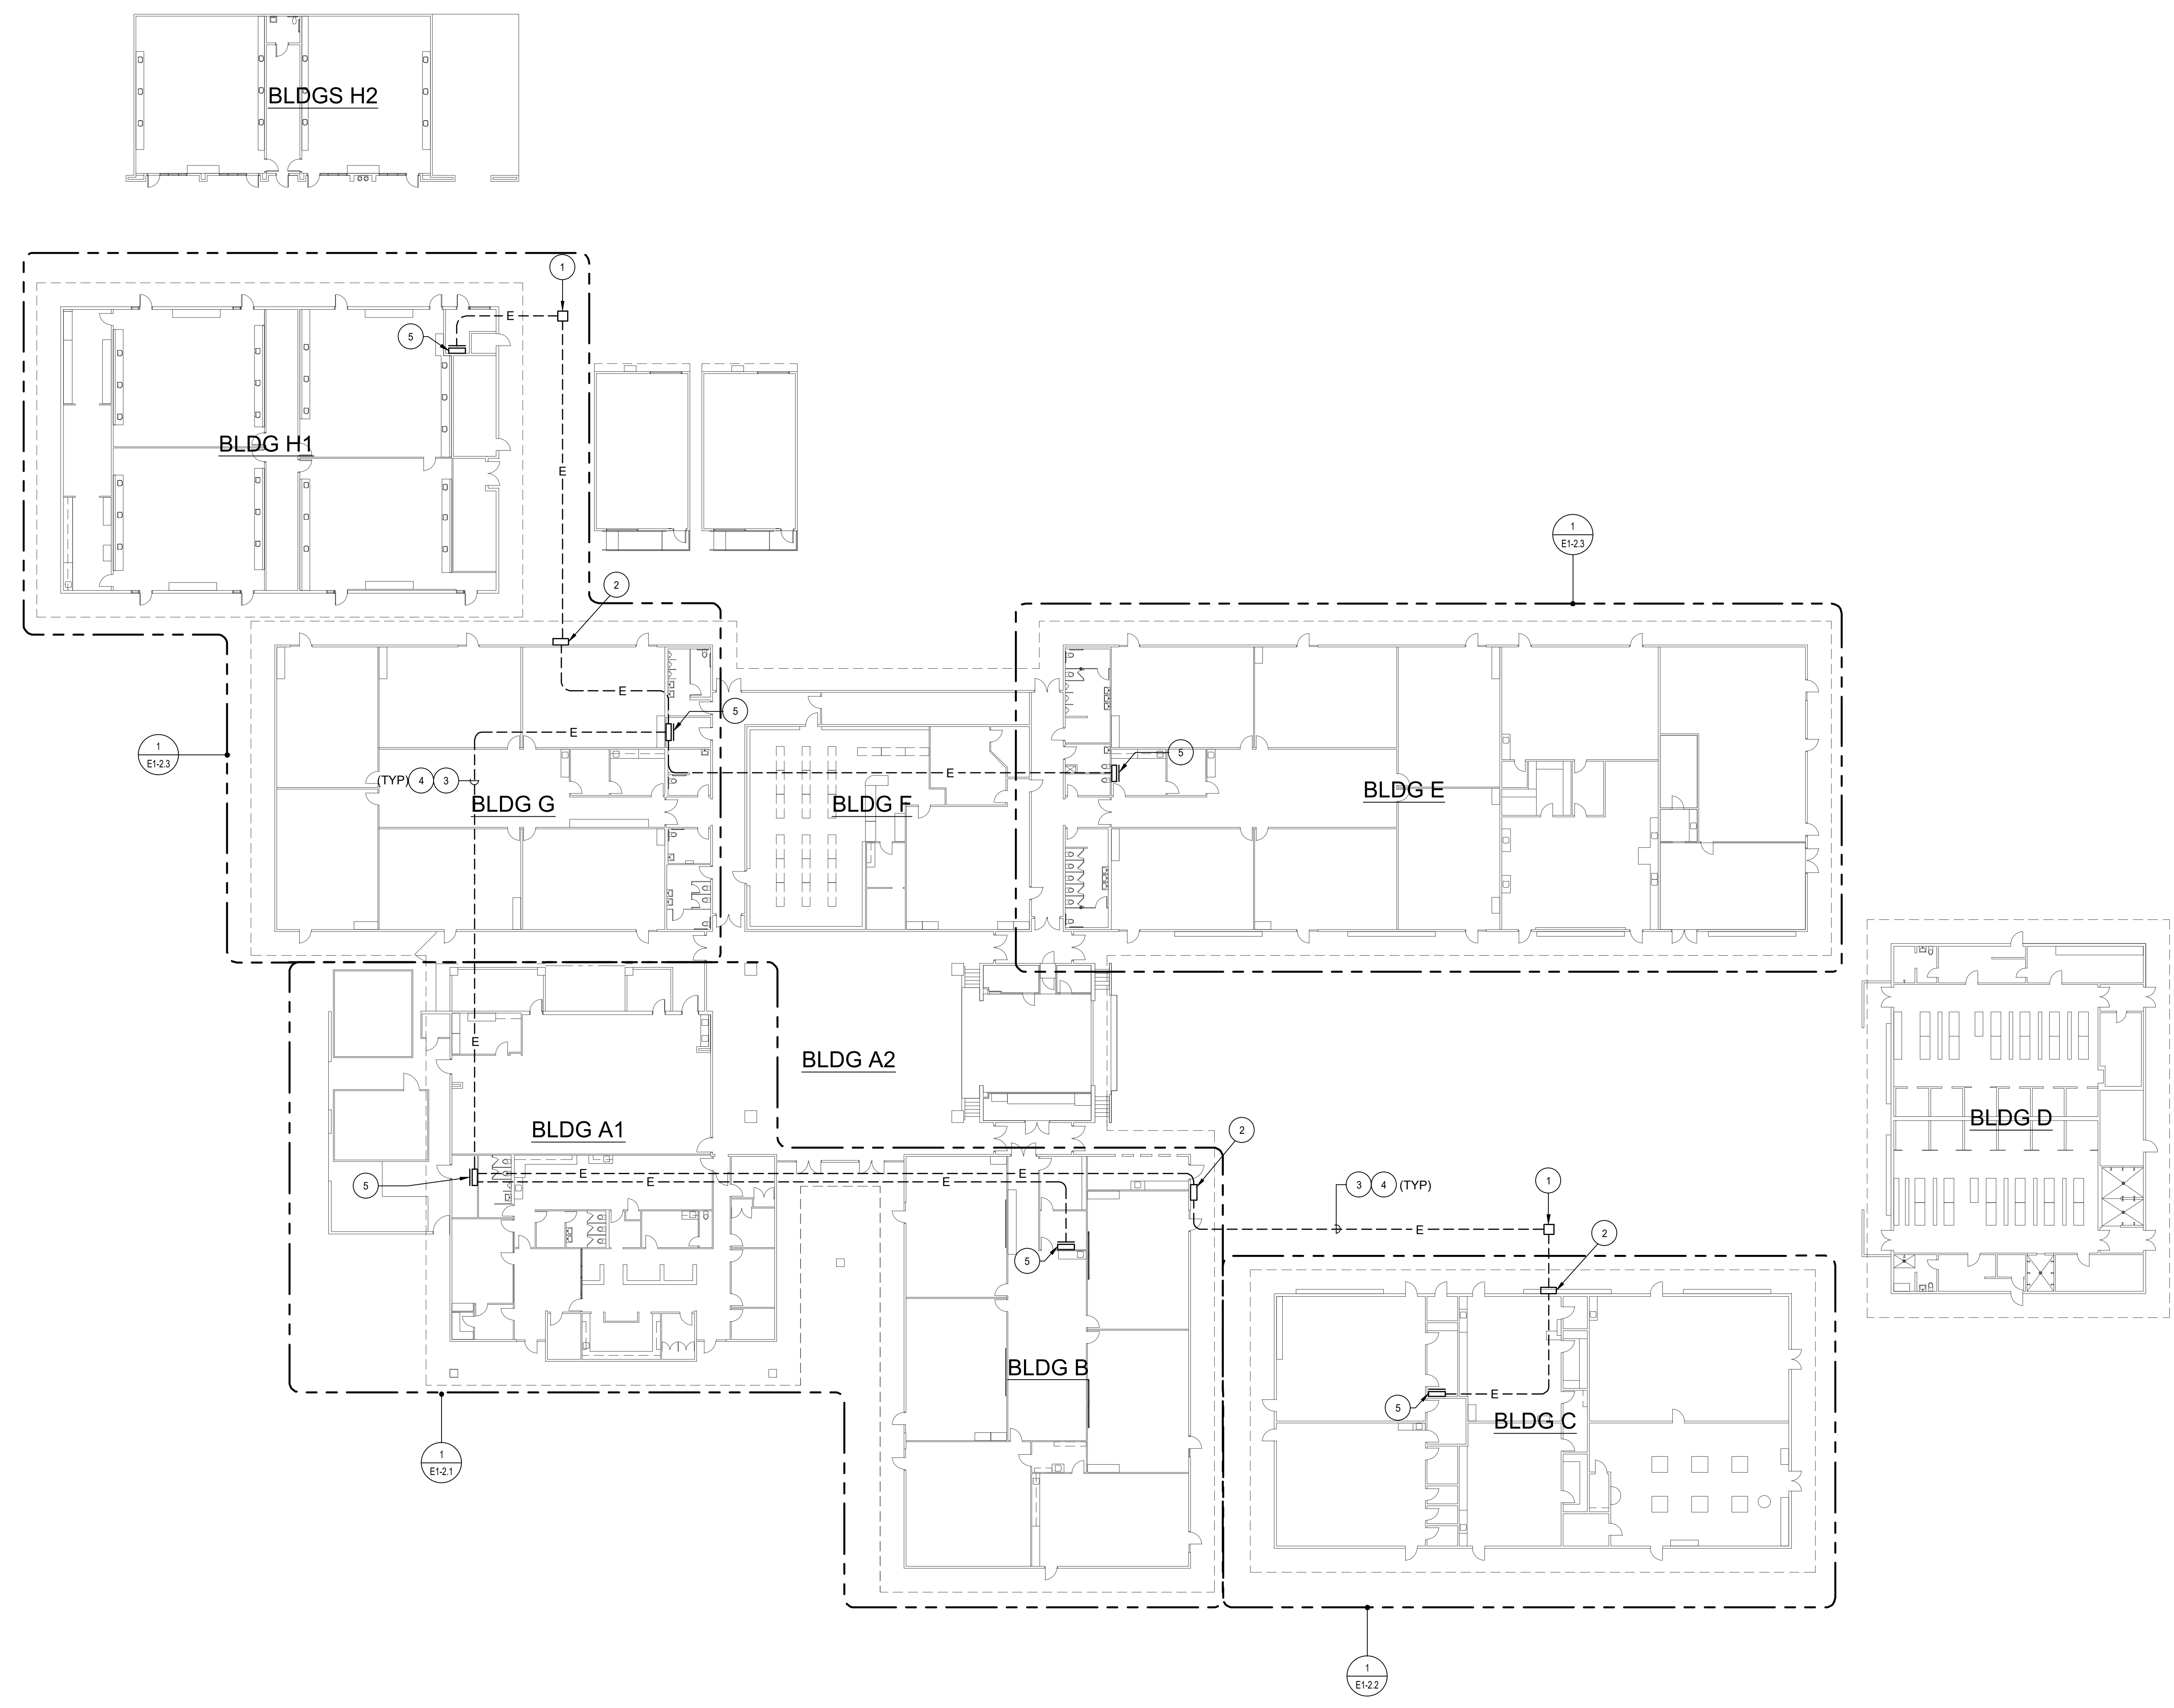 BLDGS H2
1
E
5
E
BLDG H1
1
E1-2.3
2
E
5
E
1
E1-2.3
(TYP) 4 3
E
5
BLDG G
BLDG F
BLDG E
E
BLDG A2
BLDG D
BLDG A1
2
E
E
5
E
E
3 4 (TYP)
1
E
2
5
BLDG B
E
5
BLDG C
1
E1-2.1
1
E1-2.2